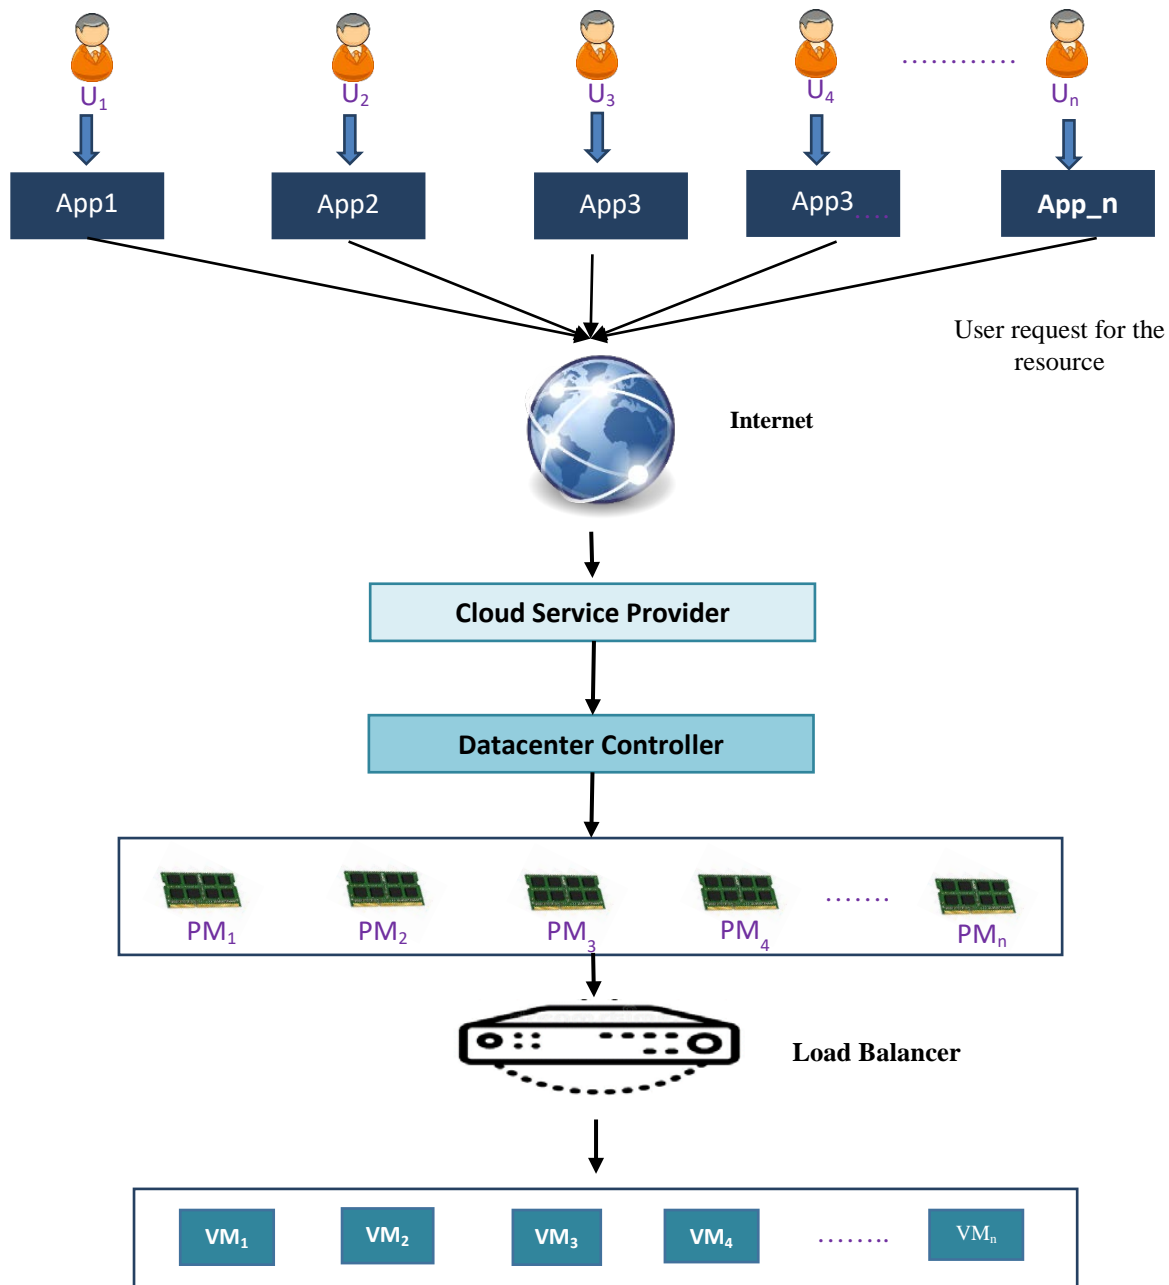 ............
U1 U2 U3 U4 Un
App1 App2 App3 App3 .... App_n
User request for the
resource
Internet
Cloud Service Provider
Datacenter Controller
.......
PM1 PM2 PM3 PM4 PMn
Load Balancer
VM1 VM2 VM3 VM4 ........ VMn